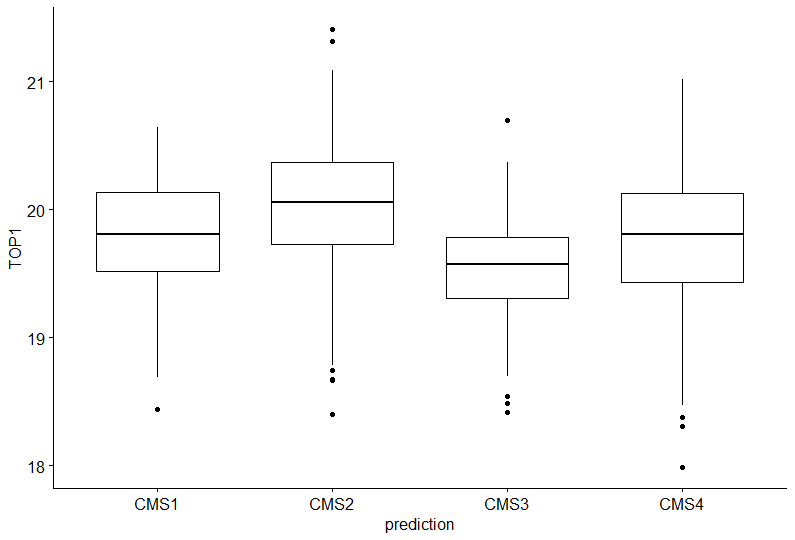 21
20
19
18
TOP1
CMS1 CMS2 CMS3 CMS4
prediction